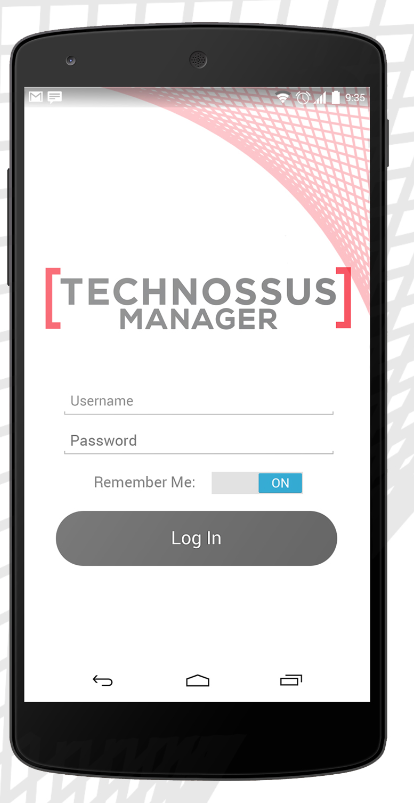 9:35
[TECHNOSSUS]
MANAGER
Username
Password
Remember Me: ON
Log In